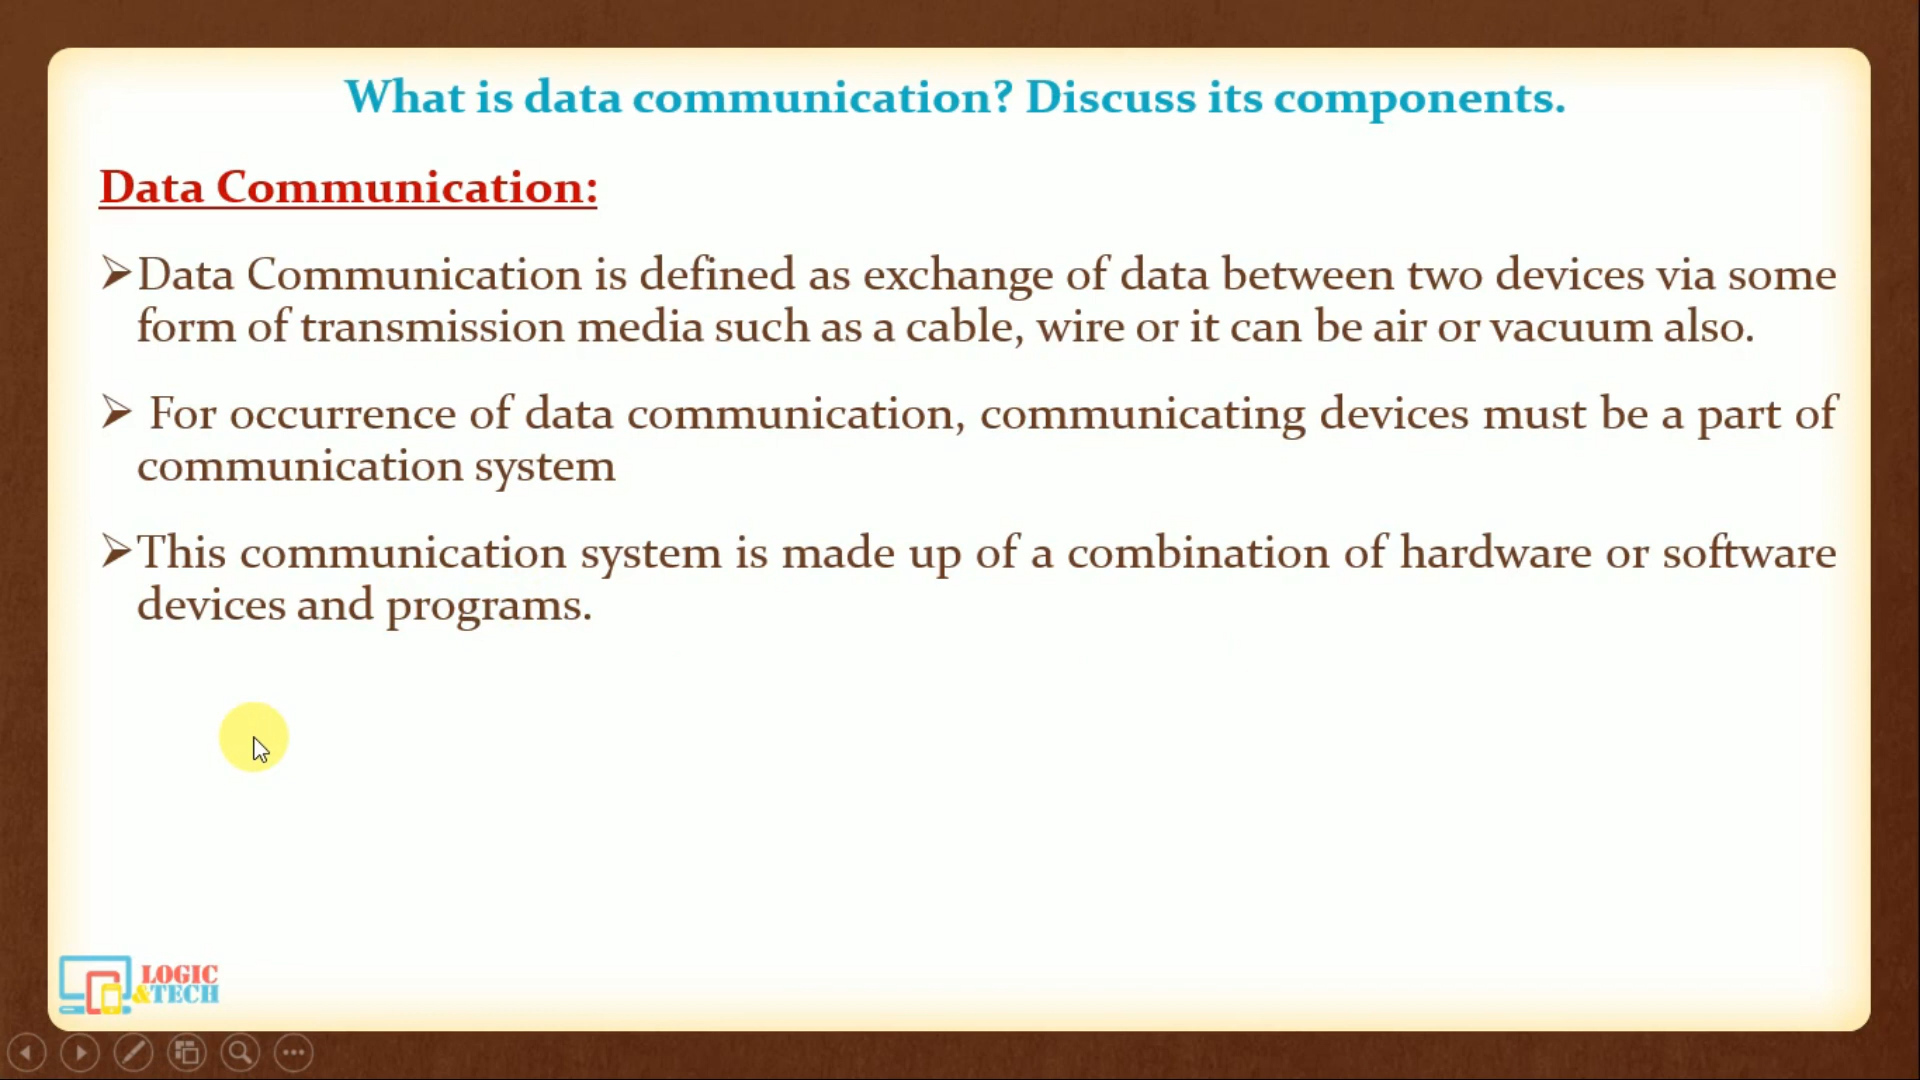 What is data communication? Discuss its components.
Data Communication:
➢Data Communication is defined as exchange of data between two devices via some
form of transmission media such as a cable, wire or it can be air or vacuum also.
➢ For occurrence of data communication, communicating devices must be a part of
communication system
➢This communication system is made up of a combination of hardware or software
devices and programs.
LOGIC
&TECH